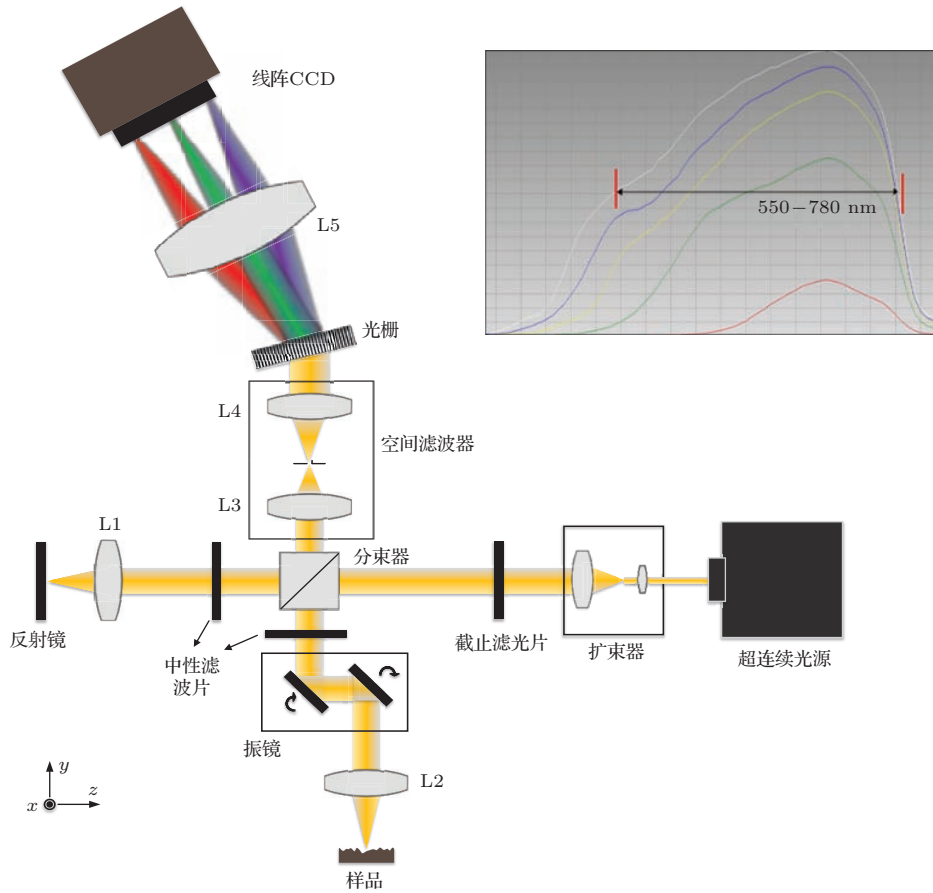 线阵CCD
L5
550−780 nm
光栅
L4
空间滤波器
L3
L1
分束器
反射镜
中性滤
波片
截止滤光片
扩束器
超连续光源
振镜
y
x
z
L2
样品